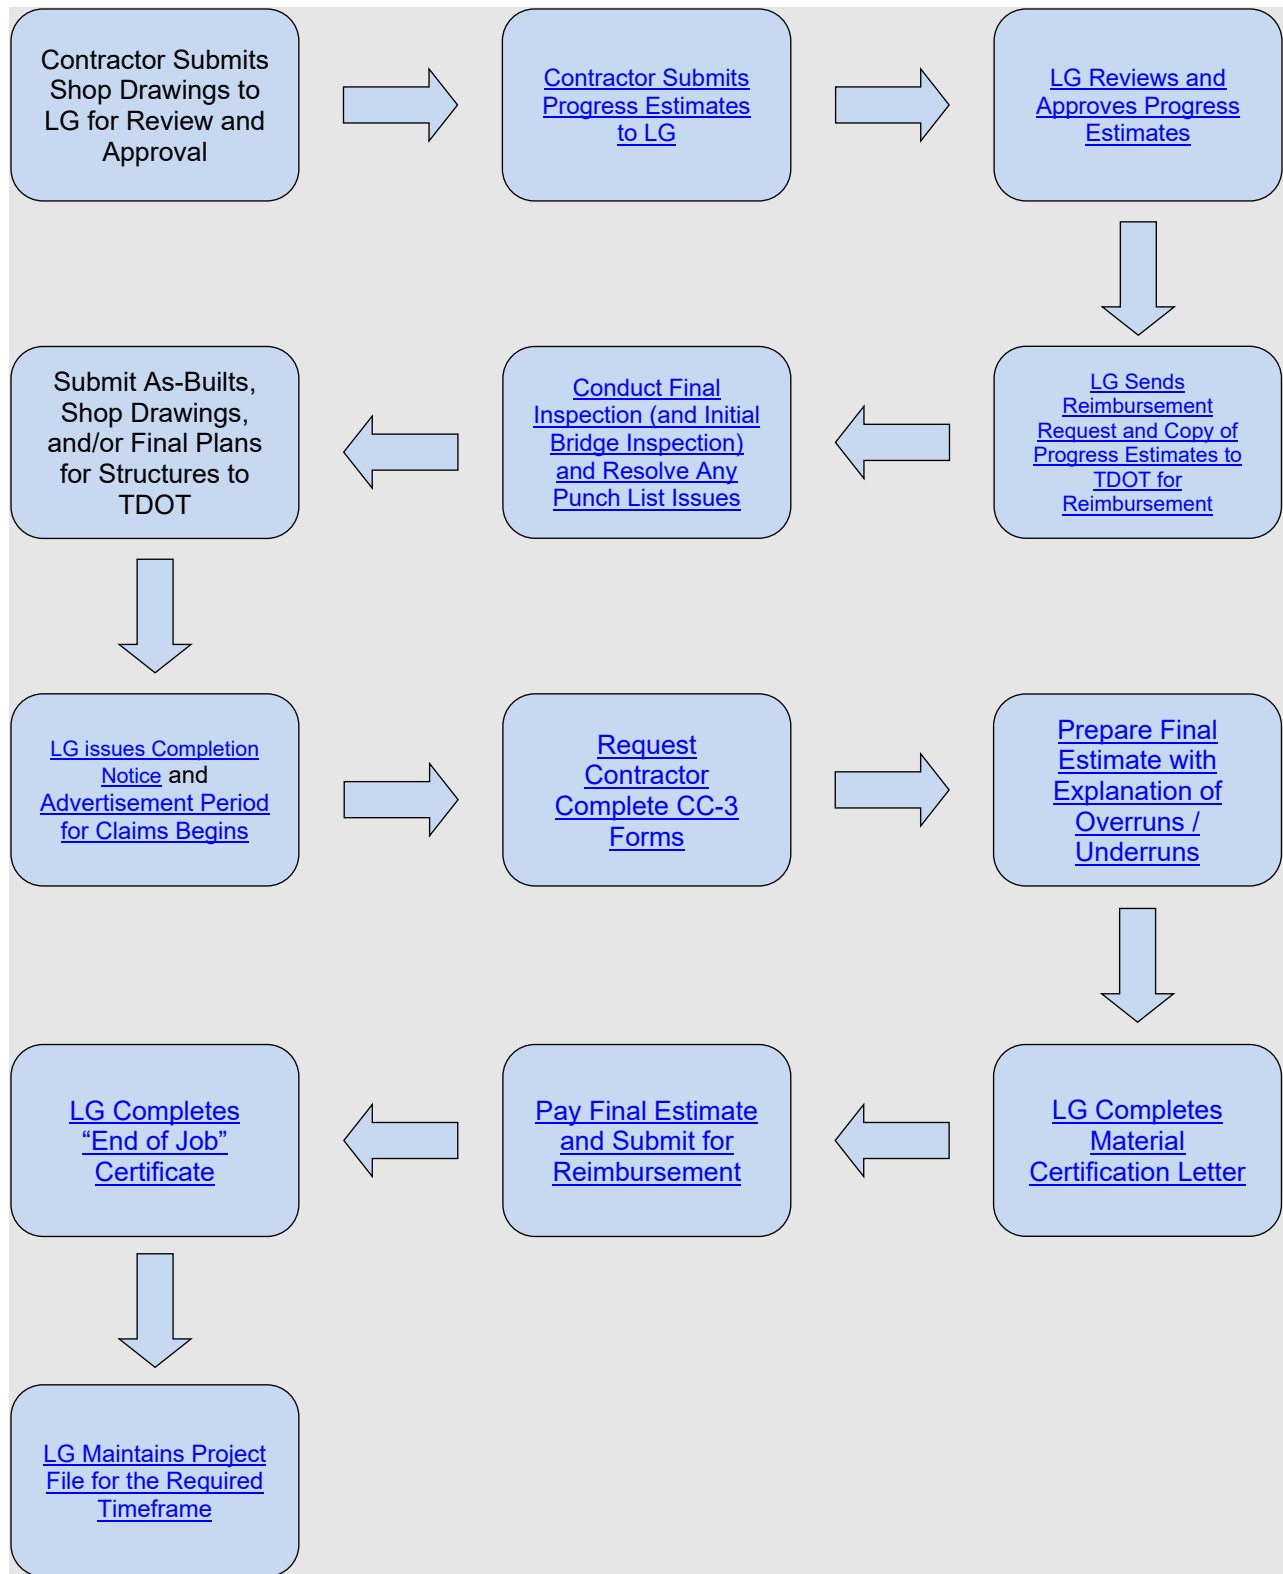 Contractor Submits
Shop Drawings to
LG for Review and
Approval
Contractor Submits
Progress Estimates
to LG
LG Reviews and
Approves Progress
Estimates
LG Sends
Reimbursement
Request and Copy of
Progress Estimates to
TDOT for
Reimbursement
Conduct Final
Inspection (and Initial
Bridge Inspection)
and Resolve Any
Punch List Issues
Submit As-Builts,
Shop Drawings,
and/or Final Plans
for Structures to
TDOT
LG issues Completion
Notice and
Advertisement Period
for Claims Begins
Request
Contractor
Complete CC-3
Forms
Prepare Final
Estimate with
Explanation of
Overruns /
Underruns
LG Completes
Material
Certification Letter
Pay Final Estimate
and Submit for
Reimbursement
LG Completes
“End of Job”
Certificate
LG Maintains Project
File for the Required
Timeframe